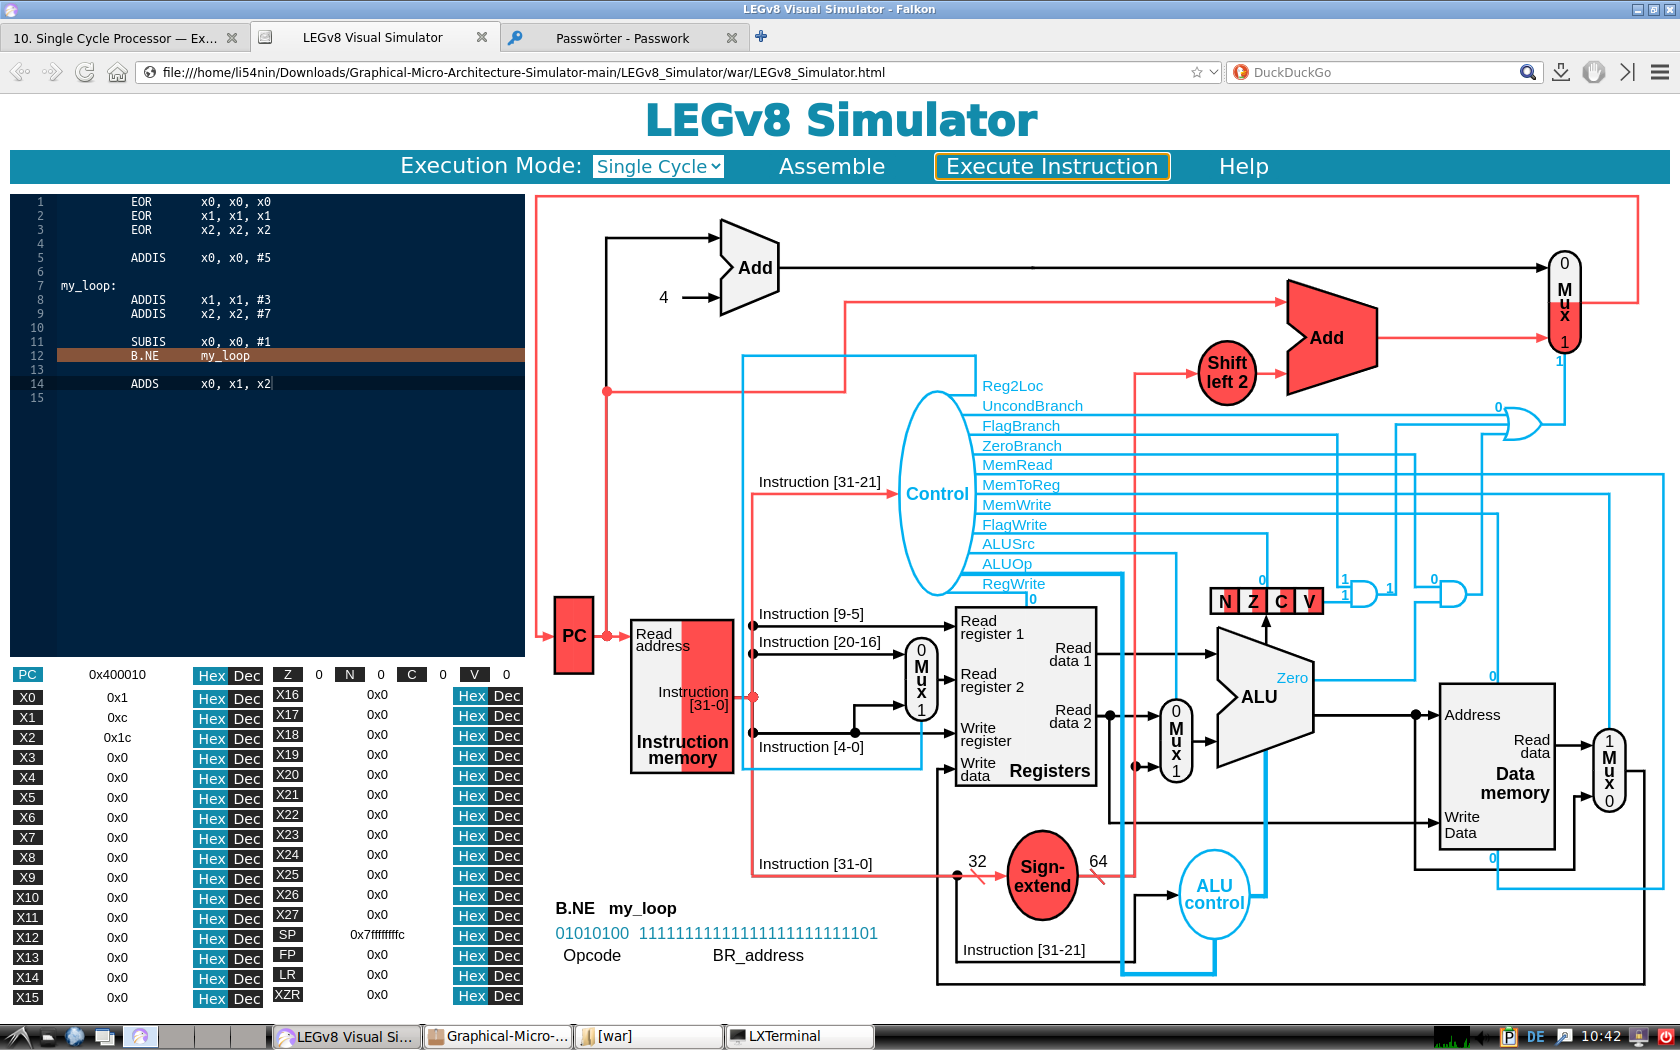 LEGv8 Visual Simulator - Falkon
10. Single Cycle Processor — Ex...
LEGv8 Visual Simulator
Passwörter - Passwork
file:///home/li54nin/Downloads/Graphical-Micro-Architecture-Simulator-main/LEGv8_Simulator/war/LEGv8_Simulator.html
DuckDuckGo
LEGv8 Simulator
Execution Mode: Single Cycle Assemble Execute Instruction Help
1 EOR x0, x0, x0
2 EOR x1, x1, x1
3 EOR x2, x2, x2
4
5 ADDIS x0, x0, #5
6
7 my_loop:
8 ADDIS x1, x1, #3
9 ADDIS x2, x2, #7
10
11 SUBIS x0, x0, #1
12 B.NE my_loop
13
14 ADDS x0, x1, x2
15
PC 0x400010 Hex Dec
X0 0x1 Hex Dec
X1 0xc Hex Dec
X2 0x1c Hex Dec
X3 0x0 Hex Dec
X4 0x0 Hex Dec
X5 0x0 Hex Dec
X6 0x0 Hex Dec
X7 0x0 Hex Dec
X8 0x0 Hex Dec
X9 0x0 Hex Dec
X10 0x0 Hex Dec
X11 0x0 Hex Dec
X12 0x0 Hex Dec
X13 0x0 Hex Dec
X14 0x0 Hex Dec
X15 0x0 Hex Dec
Z 0 N 0 C 0 V 0
X16 0x0 Hex Dec
X17 0x0 Hex Dec
X18 0x0 Hex Dec
X19 0x0 Hex Dec
X20 0x0 Hex Dec
X21 0x0 Hex Dec
X22 0x0 Hex Dec
X23 0x0 Hex Dec
X24 0x0 Hex Dec
X25 0x0 Hex Dec
X26 0x0 Hex Dec
X27 0x0 Hex Dec
SP 0x7fffffffc Hex Dec
FP 0x0 Hex Dec
LR 0x0 Hex Dec
XZR 0x0 Hex Dec
Add
4
Add
Shift
left 2
0
Mux
1
1
Reg2Loc
UncondBranch
FlagBranch
ZeroBranch
MemRead
MemToReg
MemWrite
FlagWrite
ALUSrc
ALUOp
RegWrite
Control
0
0
0
1
1
1
0
N Z C V
Instruction [31-21]
Instruction [9-5]
Instruction [20-16]
Instruction [4-0]
Instruction [31-0]
PC
Read
address
Instruction
[31-0]
Instruction
memory
0
Mux
1
Read
register 1
Read
register 2
Write
register
Write
data
Read
data 1
Read
data 2
Registers
0
Mux
1
Zero
ALU
0
Address
Read
data
Data
memory
Write
Data
0
1
Mux
0
32
Sign-
extend
64
ALU
control
Instruction [31-21]
B.NE my_loop
01010100 111111111111111111111101
Opcode BR_address
LEGv8 Visual Si...
Graphical-Micro-...
[war]
LXTerminal
P
DE
10:42